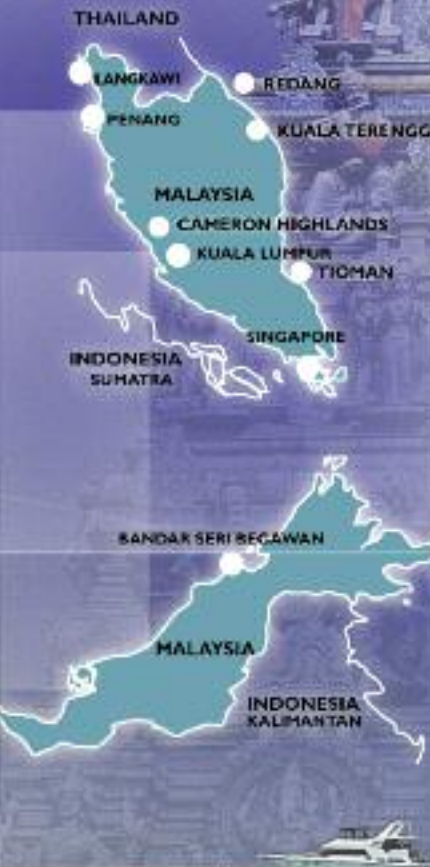 THAILAND
LANGKAWI
REDANG
PENANG
KUALA TERENGG
MALAYSIA
CAMERON HIGHLANDS
KUALA LUMPUR
TIOMAN
SINGAPORE
INDONESIA
SUMATRA
BANDAR SERI BEGAWAN
MALAYSIA
INDONESIA
KALIMANTAN